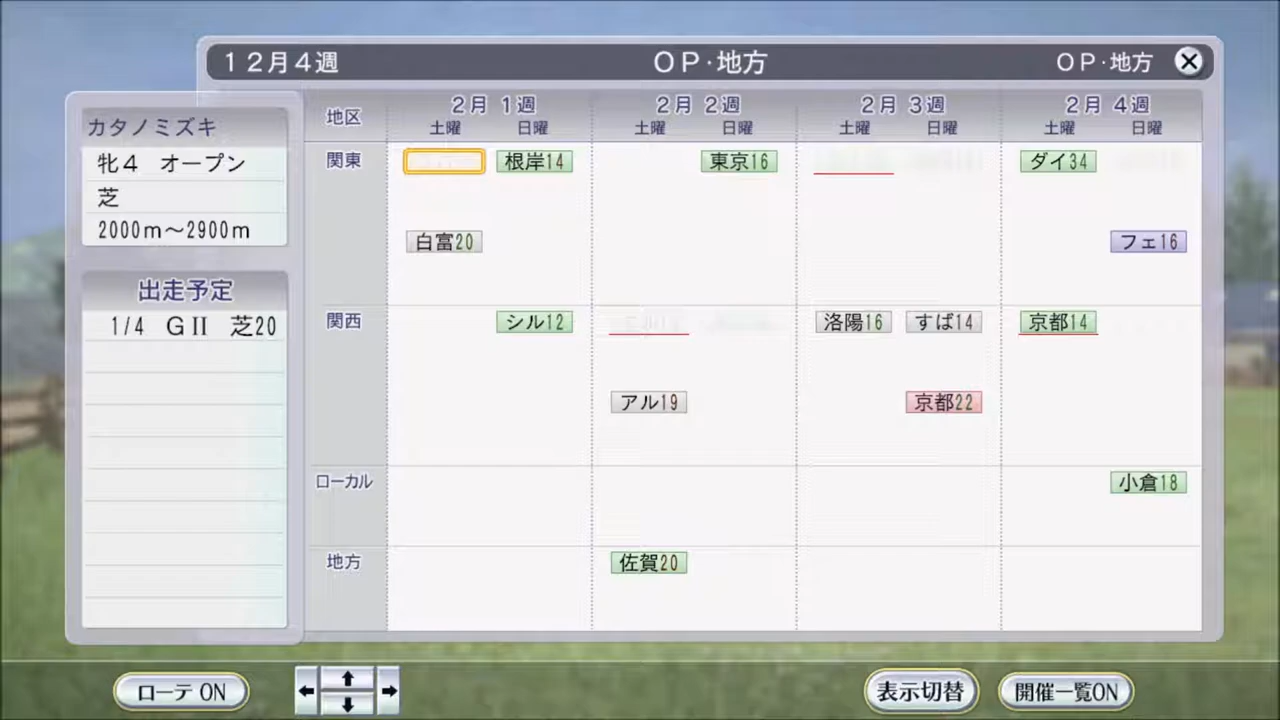 12月4週 OP・地方 OP・地方
カタノミズキ
牝4 オープン
芝
2000m～2900m
出走予定
1/4 GⅡ 芝20
地区 2月 1週 2月 2週 2月 3週 2月 4週
土曜 日曜 土曜 日曜 土曜 日曜 土曜 日曜
関東 根岸14 東京16 ダイ34
白富20 フェ16
関西 シル12 洛陽16 すば14 京都14
アル19 京都22
ローカル 小倉18
地方 佐賀20
ローテ ON 表示切替 開催一覧ON